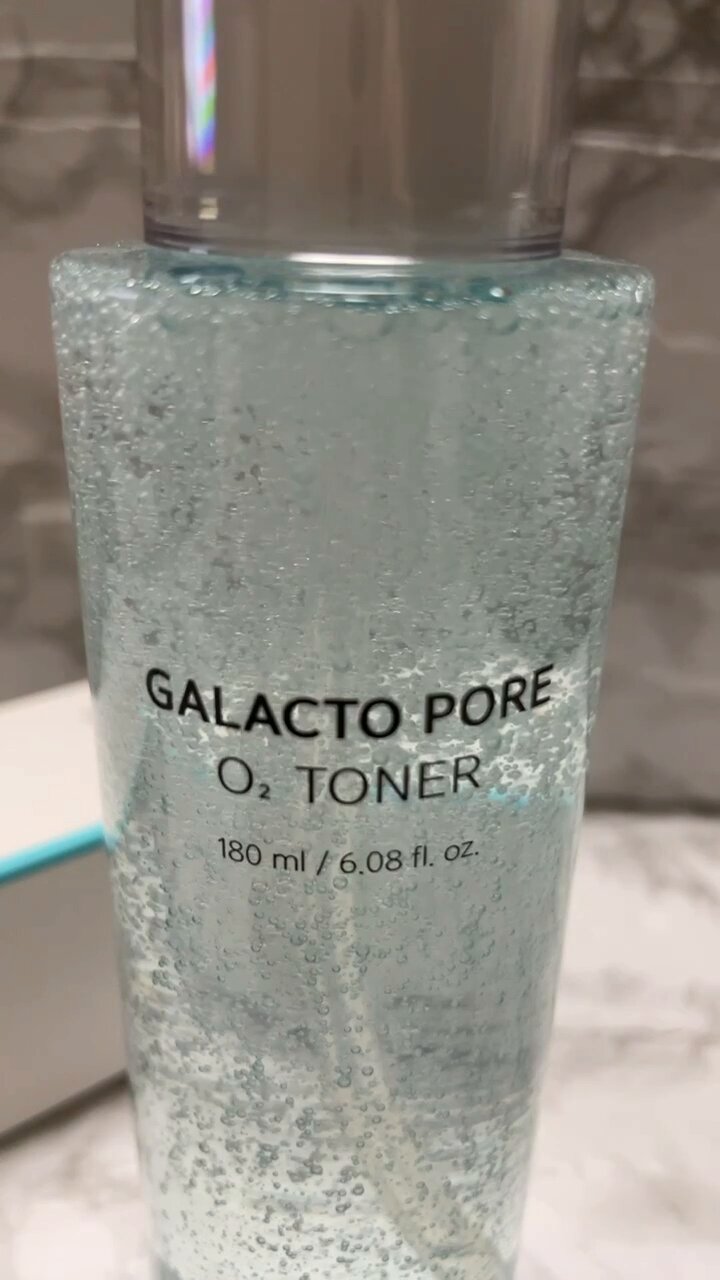 GALACTO PORE
O₂ TONER
180 ml / 6.08 fl. oz.